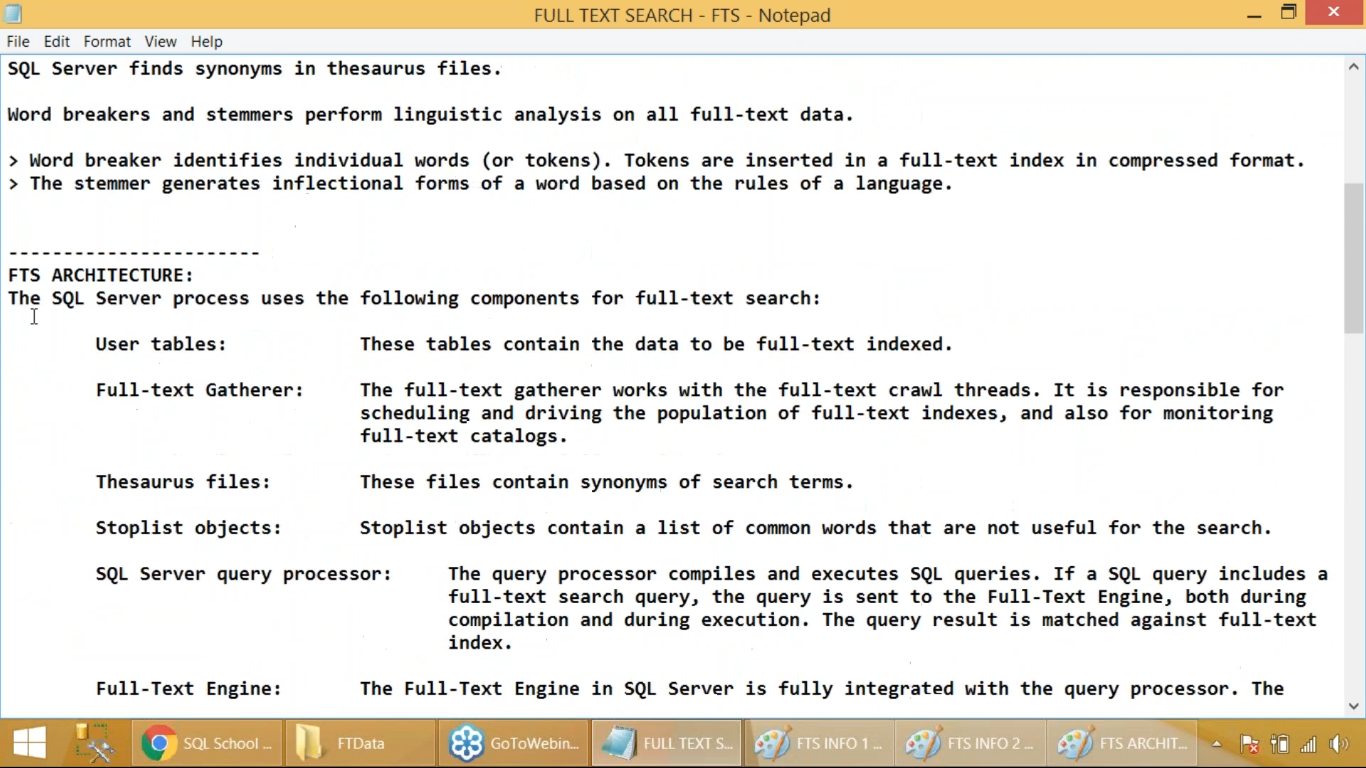 FULL TEXT SEARCH - FTS - Notepad
File Edit Format View Help
SQL Server finds synonyms in thesaurus files.
Word breakers and stemmers perform linguistic analysis on all full-text data.
> Word breaker identifies individual words (or tokens). Tokens are inserted in a full-text index in compressed format.
> The stemmer generates inflectional forms of a word based on the rules of a language.
-----------------------
FTS ARCHITECTURE:
The SQL Server process uses the following components for full-text search:
User tables: These tables contain the data to be full-text indexed.
Full-text Gatherer: The full-text gatherer works with the full-text crawl threads. It is responsible for
scheduling and driving the population of full-text indexes, and also for monitoring
full-text catalogs.
Thesaurus files: These files contain synonyms of search terms.
Stoplist objects: Stoplist objects contain a list of common words that are not useful for the search.
SQL Server query processor: The query processor compiles and executes SQL queries. If a SQL query includes a
full-text search query, the query is sent to the Full-Text Engine, both during
compilation and during execution. The query result is matched against full-text
index.
Full-Text Engine: The Full-Text Engine in SQL Server is fully integrated with the query processor. The
SQL School ... FTData GoToWebin... FULL TEXT S... FTS INFO 1 ... FTS INFO 2 ... FTS ARCHIT...